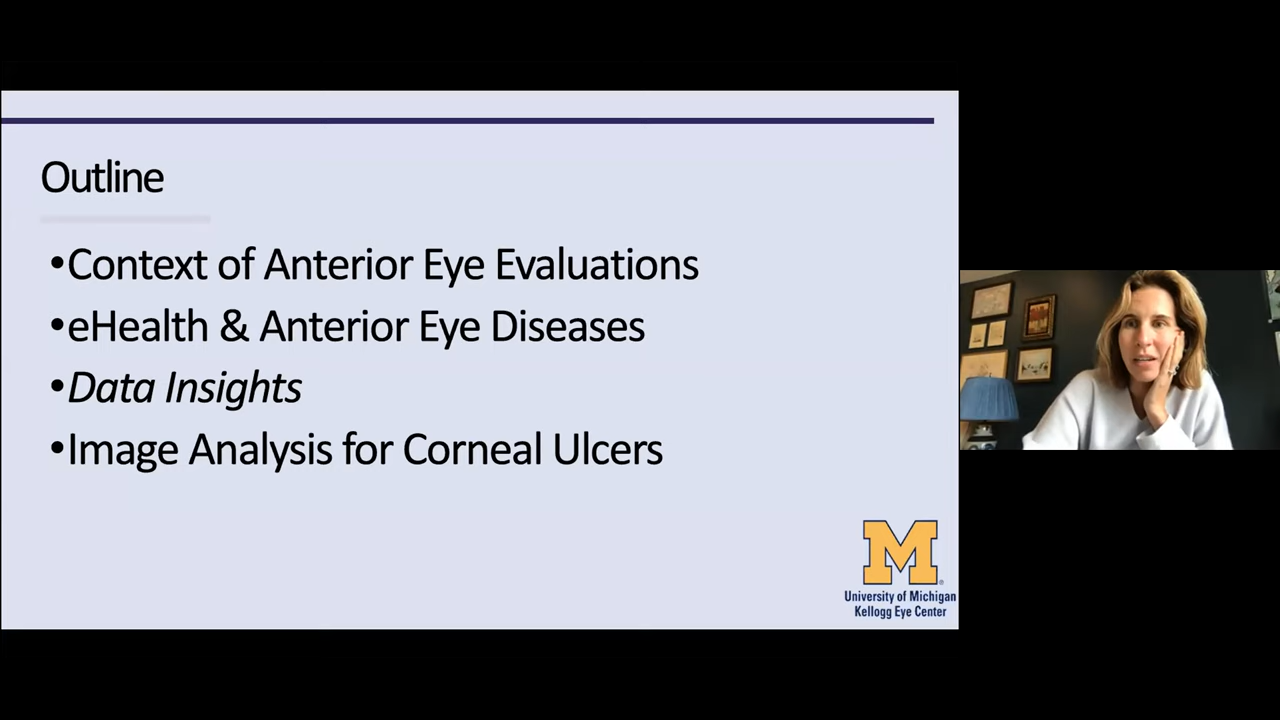 Outline
•Context of Anterior Eye Evaluations
•eHealth & Anterior Eye Diseases
•Data Insights
•Image Analysis for Corneal Ulcers
M®
University of Michigan
Kellogg Eye Center